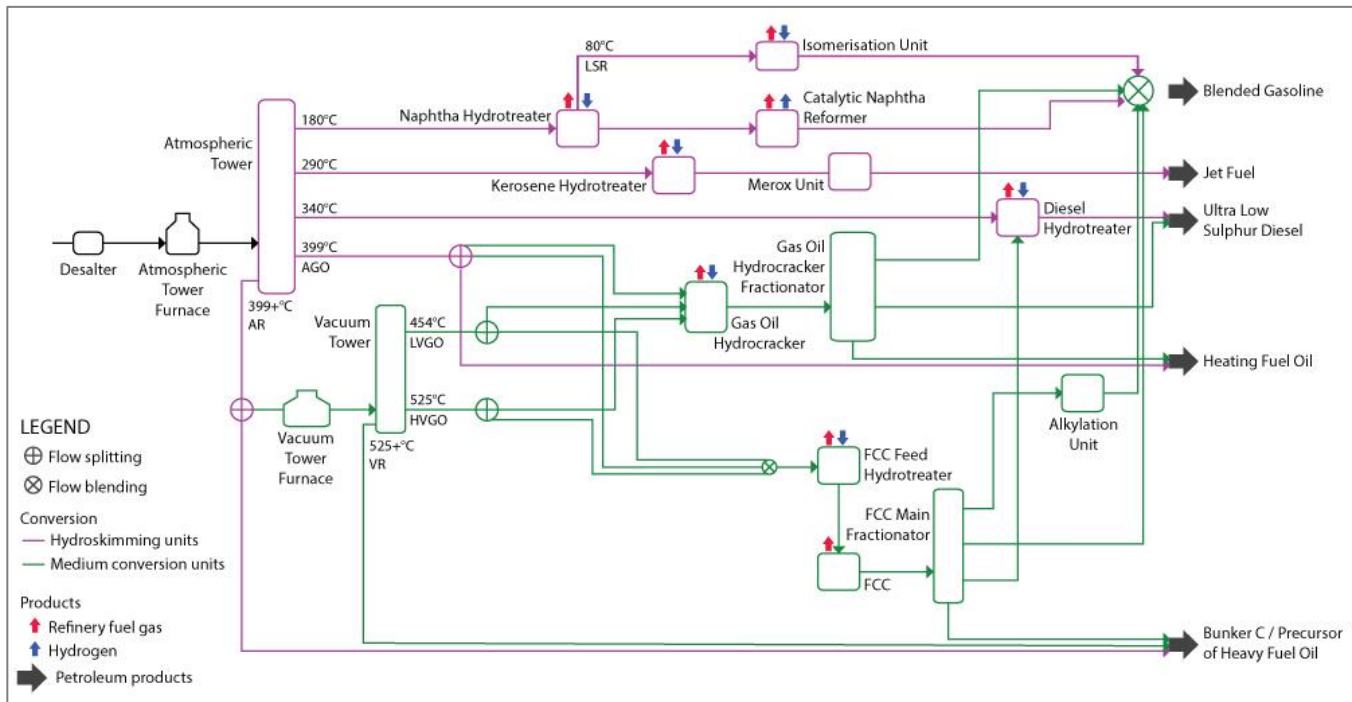 80°C
LSR
Isomerisation Unit
Blended Gasoline
Naphtha Hydrotreater
Catalytic Naphtha
Reformer
180°C
Atmospheric
Tower
290°C
Kerosene Hydrotreater
Merox Unit
Jet Fuel
340°C
Diesel
Hydrotreater
Ultra Low
Sulphur Diesel
399°C
AGO
Desalter
Atmospheric
Tower
Furnace
Gas Oil
Hydrocracker
Fractionator
399+°C
AR
Vacuum
Tower
454°C
LVGO
Gas Oil
Hydrocracker
Heating Fuel Oil
525°C
HVGO
Alkylation
Unit
Vacuum
Tower
Furnace
525+°C
VR
FCC Feed
Hydrotreater
FCC Main
Fractionator
FCC
Bunker C / Precursor
of Heavy Fuel Oil
LEGEND
Flow splitting
Flow blending
Conversion
Hydroskimming units
Medium conversion units
Products
Refinery fuel gas
Hydrogen
Petroleum products